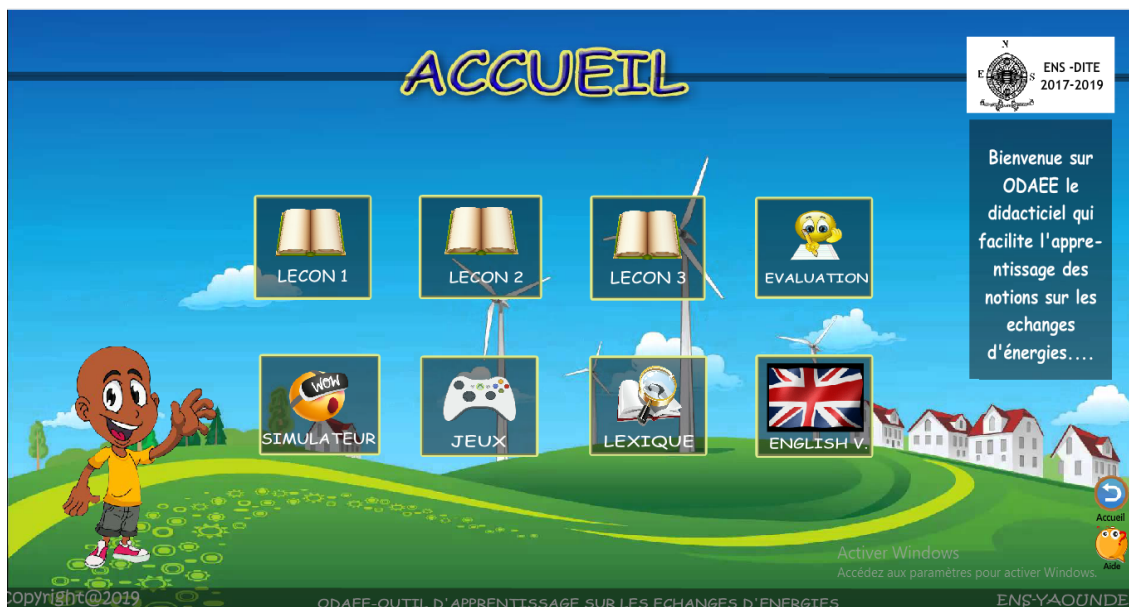 ACCUEIL
N
E
S
ENS -DITE
2017-2019
Bienvenue sur
ODAEE le
didacticiel qui
facilite l'appre-
ntissage des
notions sur les
echanges
d'énergies....
LECON 1
LECON 2
LECON 3
EVALUATION
WOW
SIMULATEUR
JEUX
LEXIQUE
ENGLISH V.
Accueil
Aide
Activer Windows
Accédez aux paramètres pour activer Windows.
copyright@2019
ODAEE-OUTIL D'APPRENTISSAGE SUR LES ECHANGES D'ENERGIES
ENS-YAOUNDE